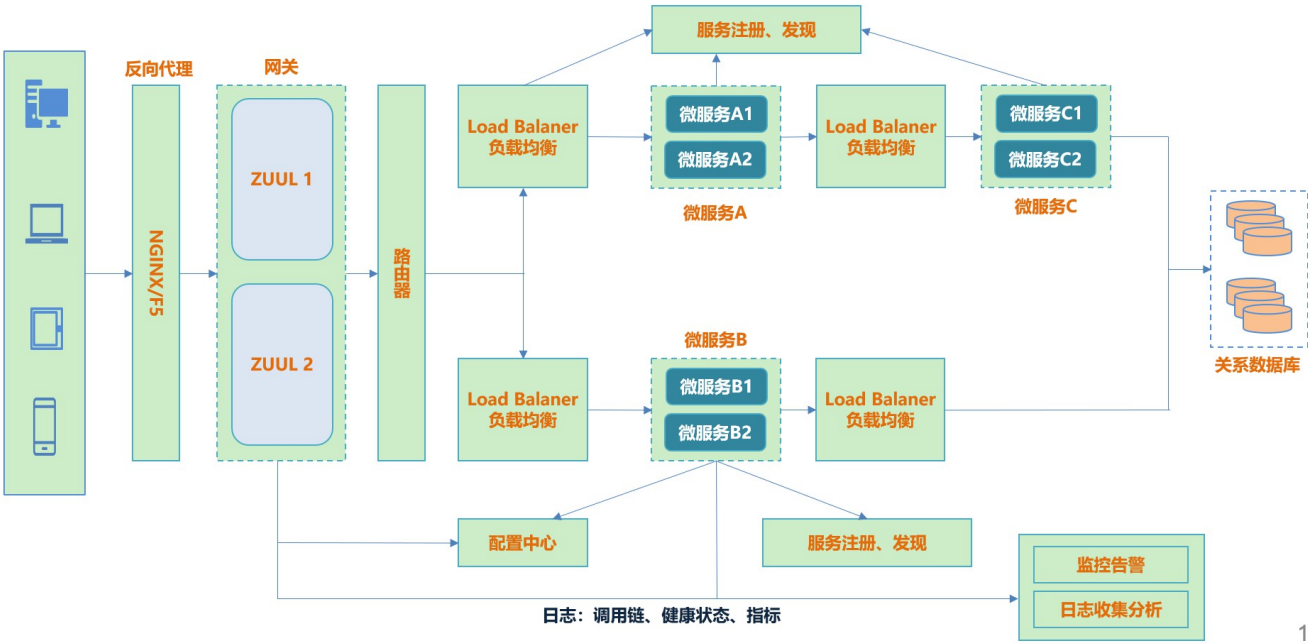 服务注册、发现
反向代理
网关
NGINX/F5
ZUUL 1
ZUUL 2
路由器
Load Balaner
负载均衡
微服务A1
微服务A2
微服务A
Load Balaner
负载均衡
微服务C1
微服务C2
微服务C
关系数据库
Load Balaner
负载均衡
微服务B
微服务B1
微服务B2
Load Balaner
负载均衡
配置中心
服务注册、发现
监控告警
日志收集分析
日志：调用链、健康状态、指标
1